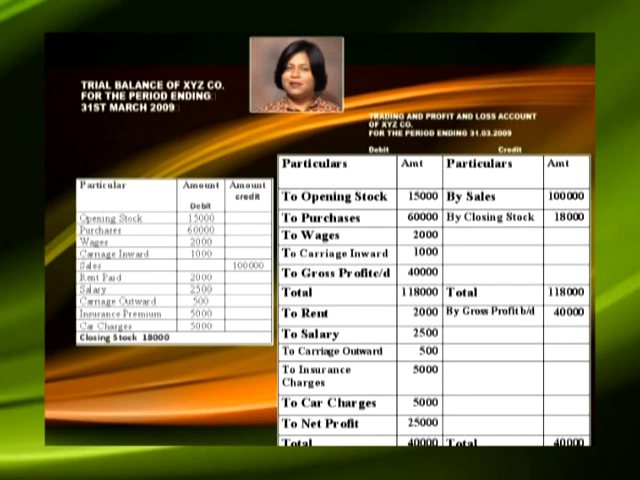 TRIAL BALANCE OF XYZ CO.
FOR THE PERIOD ENDING
31ST MARCH 2009
Particular Amount Debit Amount credit
Opening Stock 15000
Purchares 60000
Wages 2000
Carnage Inward 1000
Sales 100000
Rent Paid 2000
Salary 2500
Carnage Outward 500
Insurance Premium 5000
Car Charges 5000
Closing Stock 18000
TRADING AND PROFIT AND LOSS ACCOUNT
OF XYZ CO.
FOR THE PERIOD ENDING 31.03.2009
Debit Credit
Particulars Amt Particulars Amt
To Opening Stock 15000 By Sales 100000
To Purchases 60000 By Closing Stock 18000
To Wages 2000
To Carriage Inward 1000
To Gross Profitc/d 40000
Total 118000 Total 118000
To Rent 2000 By Gross Profit b/d 40000
To Salary 2500
To Carriage Outward 500
To Insurance 5000
Charges
To Car Charges 5000
To Net Profit 25000
Total 40000 Total 40000